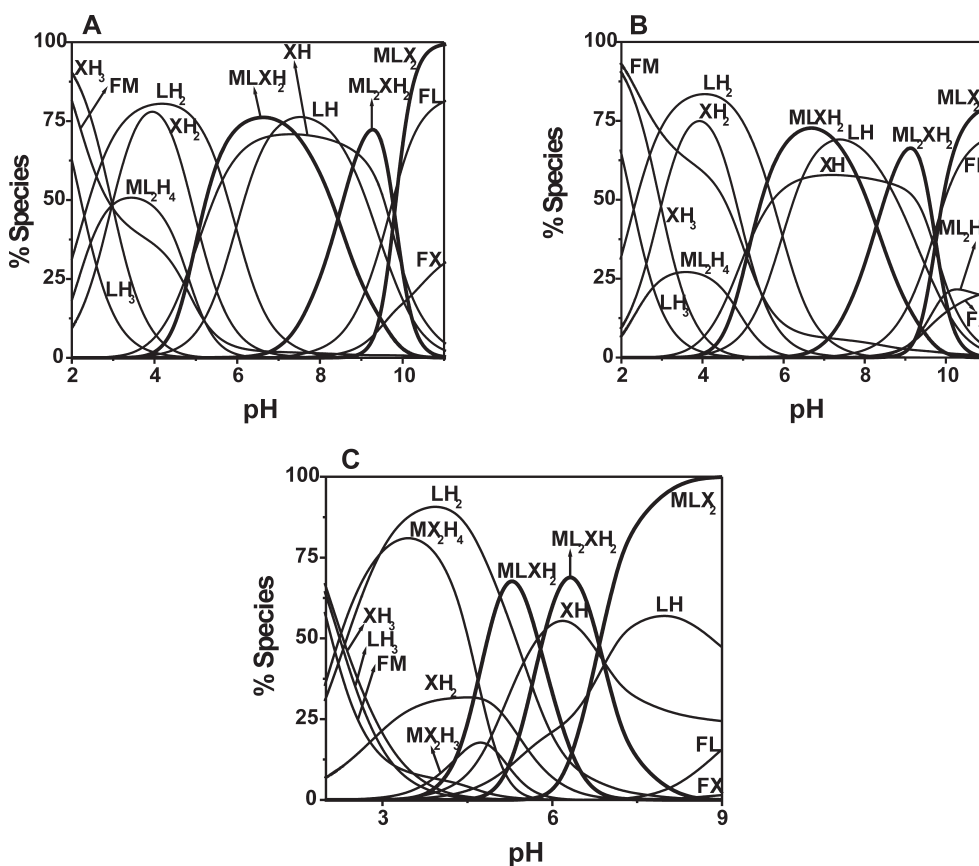 A
100
75
50
25
0
% Species
XH₃
FM
LH₂
XH₂
ML₂H₄
LH₃
MLXH₂
XH
LH
ML₂XH₂
MLX₂
FL
FX
2 4 6 8 10
pH
B
100
75
50
25
0
% Species
FM
LH₂
XH₂
XH₃
ML₂H₄
LH₃
MLXH₂
LH
XH
ML₂XH₂
MLX₂
ML₂H
2 4 6 8 10
pH
C
100
75
50
25
0
% Species
LH₂
MX₂H₄
XH₃
LH₃
FM
XH₂
MX₂H₃
MLXH₂
ML₂XH₂
XH
MLX₂
LH
FL
FX
3 6 9
pH